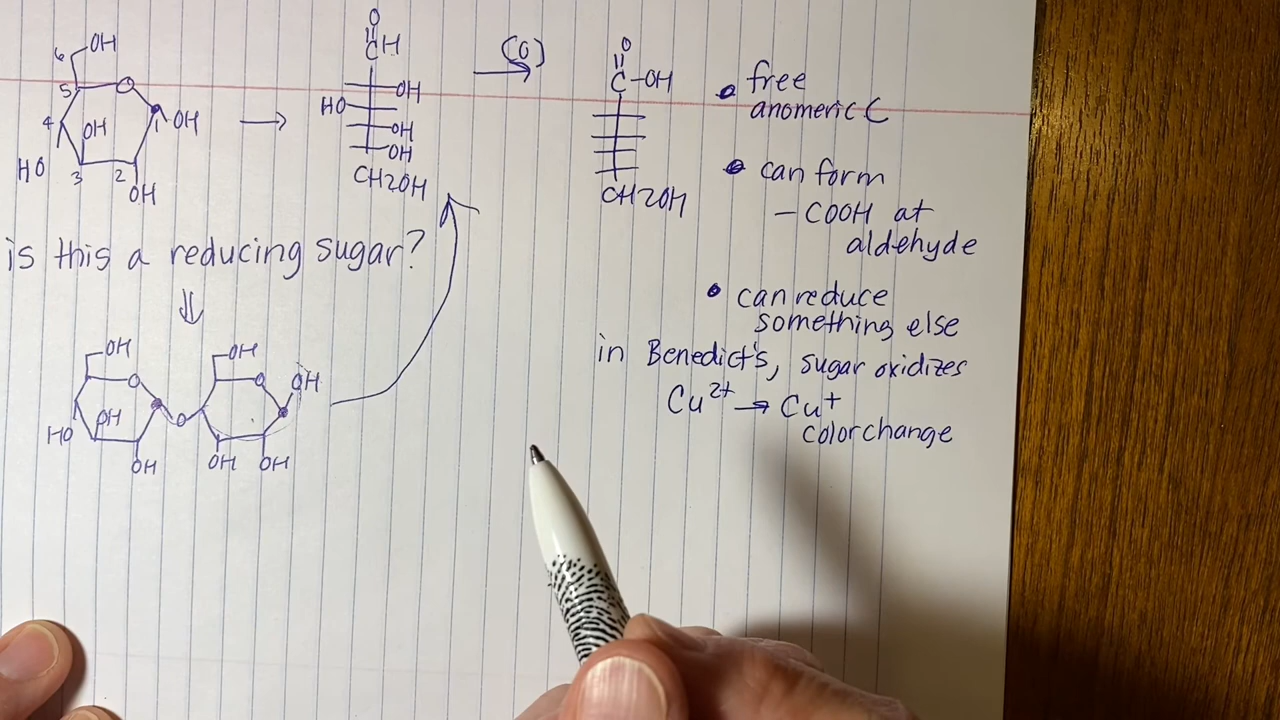 6 OH
5 O
4 OH 1 OH
HO
3 2
OH
O
CH
OH
HO
OH
OH
CH2OH
(O)
O
C-OH
CH2OH
• free
anomeric C
• can form
-COOH at
aldehyde
• can reduce
something else
in Benedict's, sugar oxidizes
Cu2+ → Cu+
color change
is this a reducing sugar?
OH OH
O O OH
OH O
HO
OH OH OH